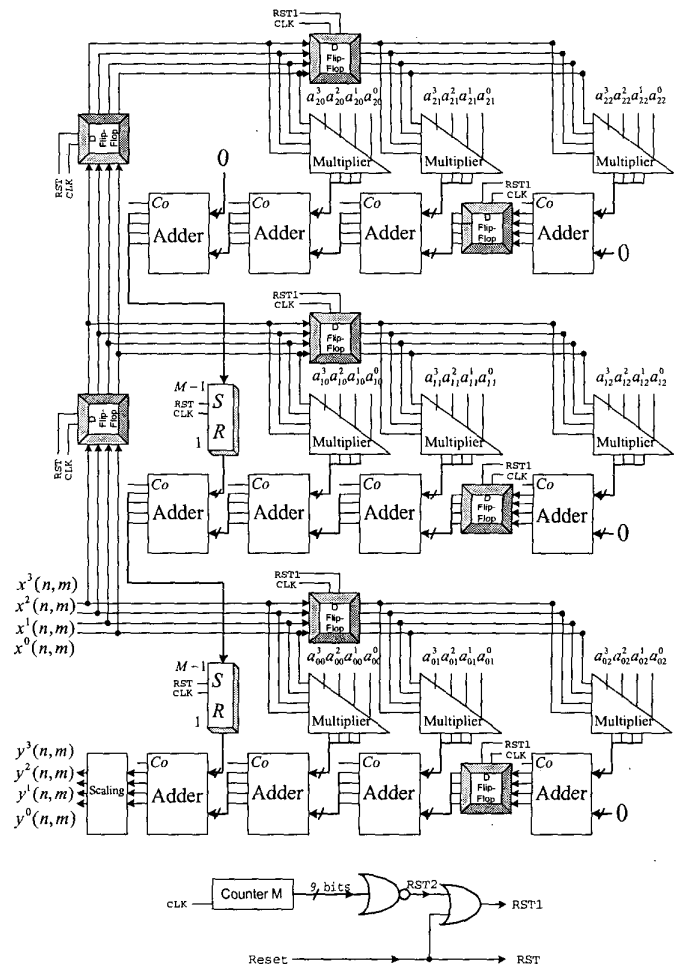 RST1
CLK
D
Flip-
Flop
a³₂₀a²₂₀a¹₂₀a⁰₂₀
a³₂₁a²₂₁a¹₂₁a⁰₂₁
a³₂₂a²₂₂a¹₂₂a⁰₂₂
D
Flip-
Flop
RST
CLK
Multiplier
Multiplier
Multiplier
0
RST1
CLK
Co
Adder
Co
Adder
Co
Adder
D
Flip-
Flop
Co
Adder
0
RST1
CLK
D
Flip-
Flop
M-1
RST
CLK
S
R
1
a³₁₀a²₁₀a¹₁₀a⁰₁₀
a³₁₁a²₁₁a¹₁₁a⁰₁₁
a³₁₂a²₁₂a¹₁₂a⁰₁₂
D
Flip-
Flop
RST
CLK
Multiplier
Multiplier
Multiplier
RST1
CLK
Co
Adder
Co
Adder
Co
Adder
D
Flip-
Flop
Co
Adder
0
x³(n,m)
x²(n,m)
x¹(n,m)
x⁰(n,m)
RST1
CLK
D
Flip-
Flop
M-1
RST
CLK
S
R
1
a³₀₀a²₀₀a¹₀₀a⁰₀₀
a³₀₁a²₀₁a¹₀₁a⁰₀₁
a³₀₂a²₀₂a¹₀₂a⁰₀₂
Multiplier
Multiplier
Multiplier
y³(n,m)
y²(n,m)
y¹(n,m)
y⁰(n,m)
Scaling
RST1
CLK
Co
Adder
Co
Adder
Co
Adder
D
Flip-
Flop
Co
Adder
0
CLK
Counter M
9 bits
RST2
RST1
Reset
RST